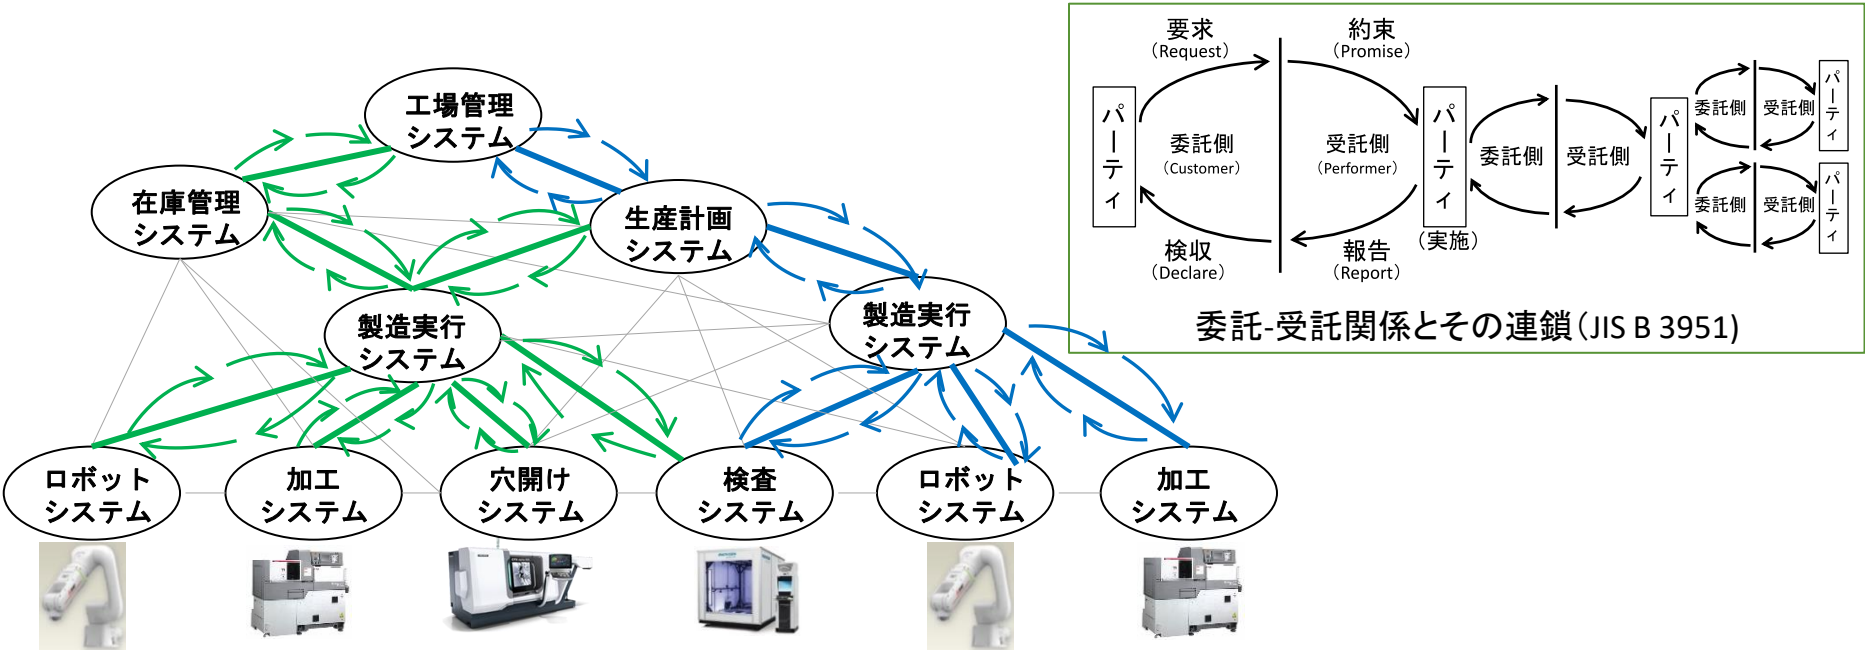 要求
（Request）
約束
（Promise）
パーティ
委託側
（Customer）
受託側
（Performer）
パーティ
（実施）
検収
（Declare）
報告
（Report）
委託側
受託側
パーティ
委託側
受託側
パーティ
委託側
受託側
パーティ
委託-受託関係とその連鎖（JIS B 3951)
工場管理
システム
在庫管理
システム
生産計画
システム
製造実行
システム
製造実行
システム
ロボット
システム
加工
システム
穴開け
システム
検査
システム
ロボット
システム
加工
システム